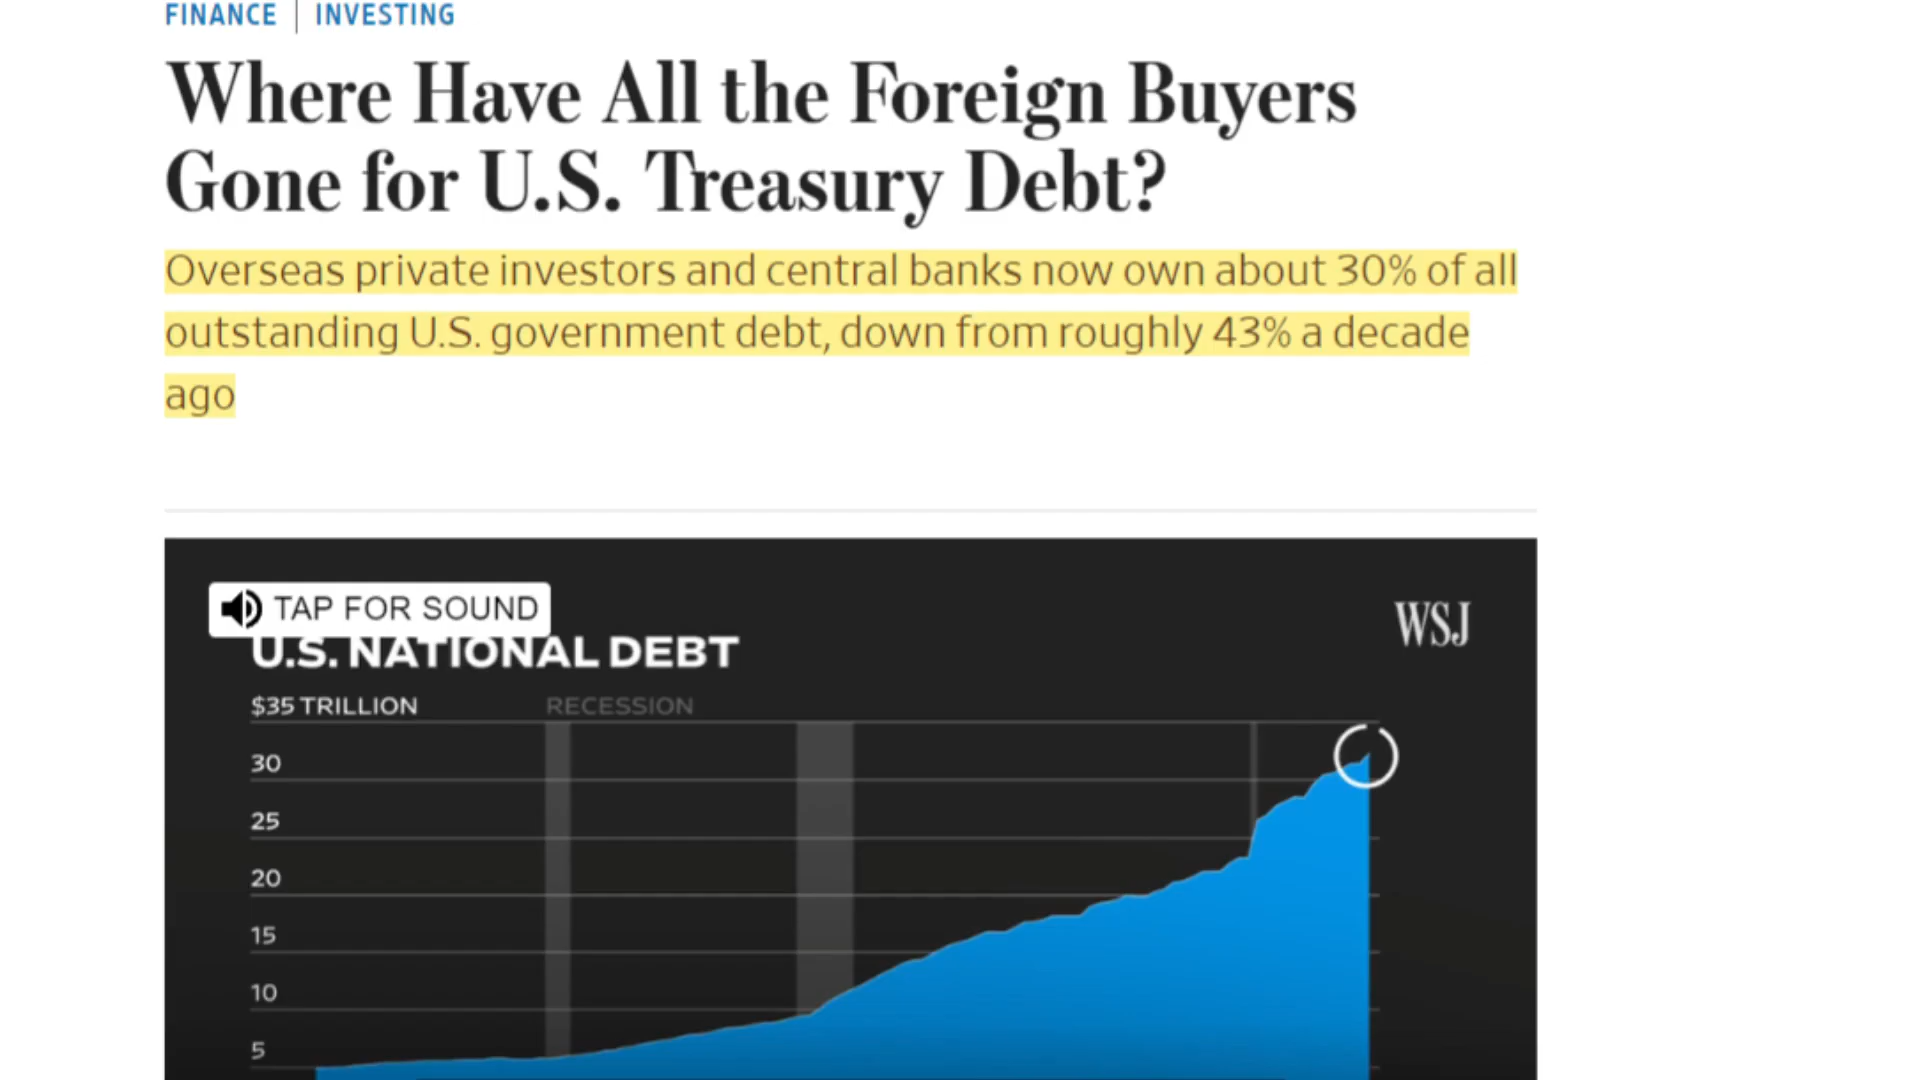 FINANCE | INVESTING
Where Have All the Foreign Buyers
Gone for U.S. Treasury Debt?
Overseas private investors and central banks now own about 30% of all
outstanding U.S. government debt, down from roughly 43% a decade
ago
TAP FOR SOUND
WSJ
U.S. NATIONAL DEBT
$35 TRILLION
RECESSION
30
25
20
15
10
5